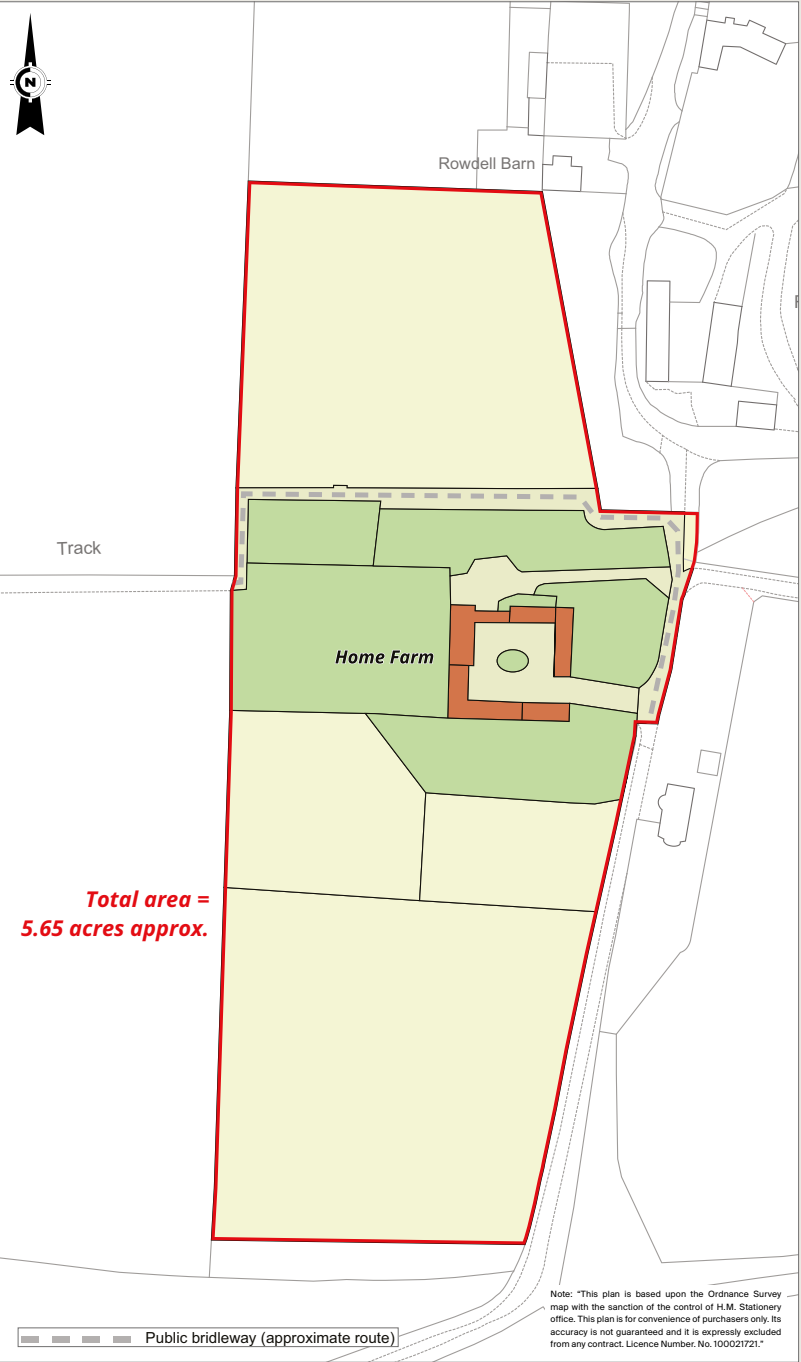 N
Rowdell Barn
Track
Home Farm
Total area =
5.65 acres approx.
Note: “This plan is based upon the Ordnance Survey
map with the sanction of the control of H.M. Stationery
office. This plan is for convenience of purchasers only. Its
accuracy is not guaranteed and it is expressly excluded
from any contract. Licence Number. No. 100021721.”
Public bridleway (approximate route)